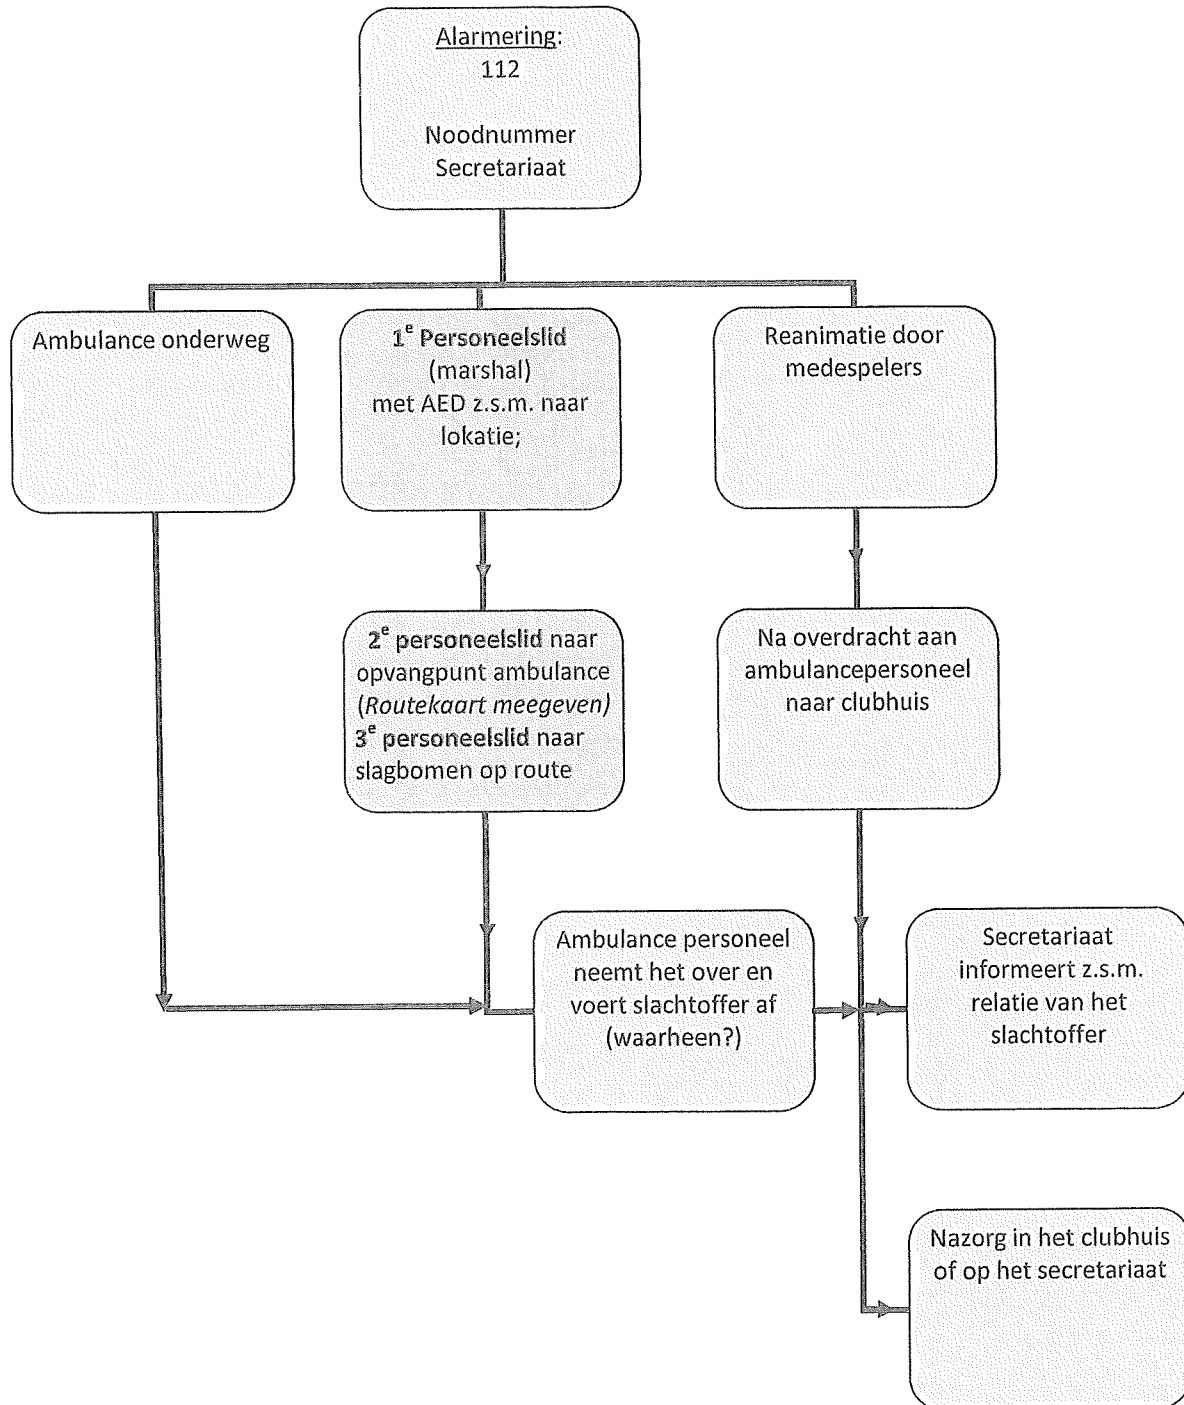 Alarmering:
112
Noodnummer
Secretariaat
Ambulance onderweg
1e Personeelslid
(marshal)
met AED z.s.m. naar
lokatie;
Reanimatie door
medespelers
2e personeelslid naar
opvangpunt ambulance
(Routekaart meegeven)
3e personeelslid naar
slagbomen op route
Na overdracht aan
ambulancepersoneel
naar clubhuis
Ambulance personeel
neemt het over en
voert slachtoffer af
(waarheen?)
Secretariaat
informeert z.s.m.
relatie van het
slachtoffer
Nazorg in het clubhuis
of op het secretariaat